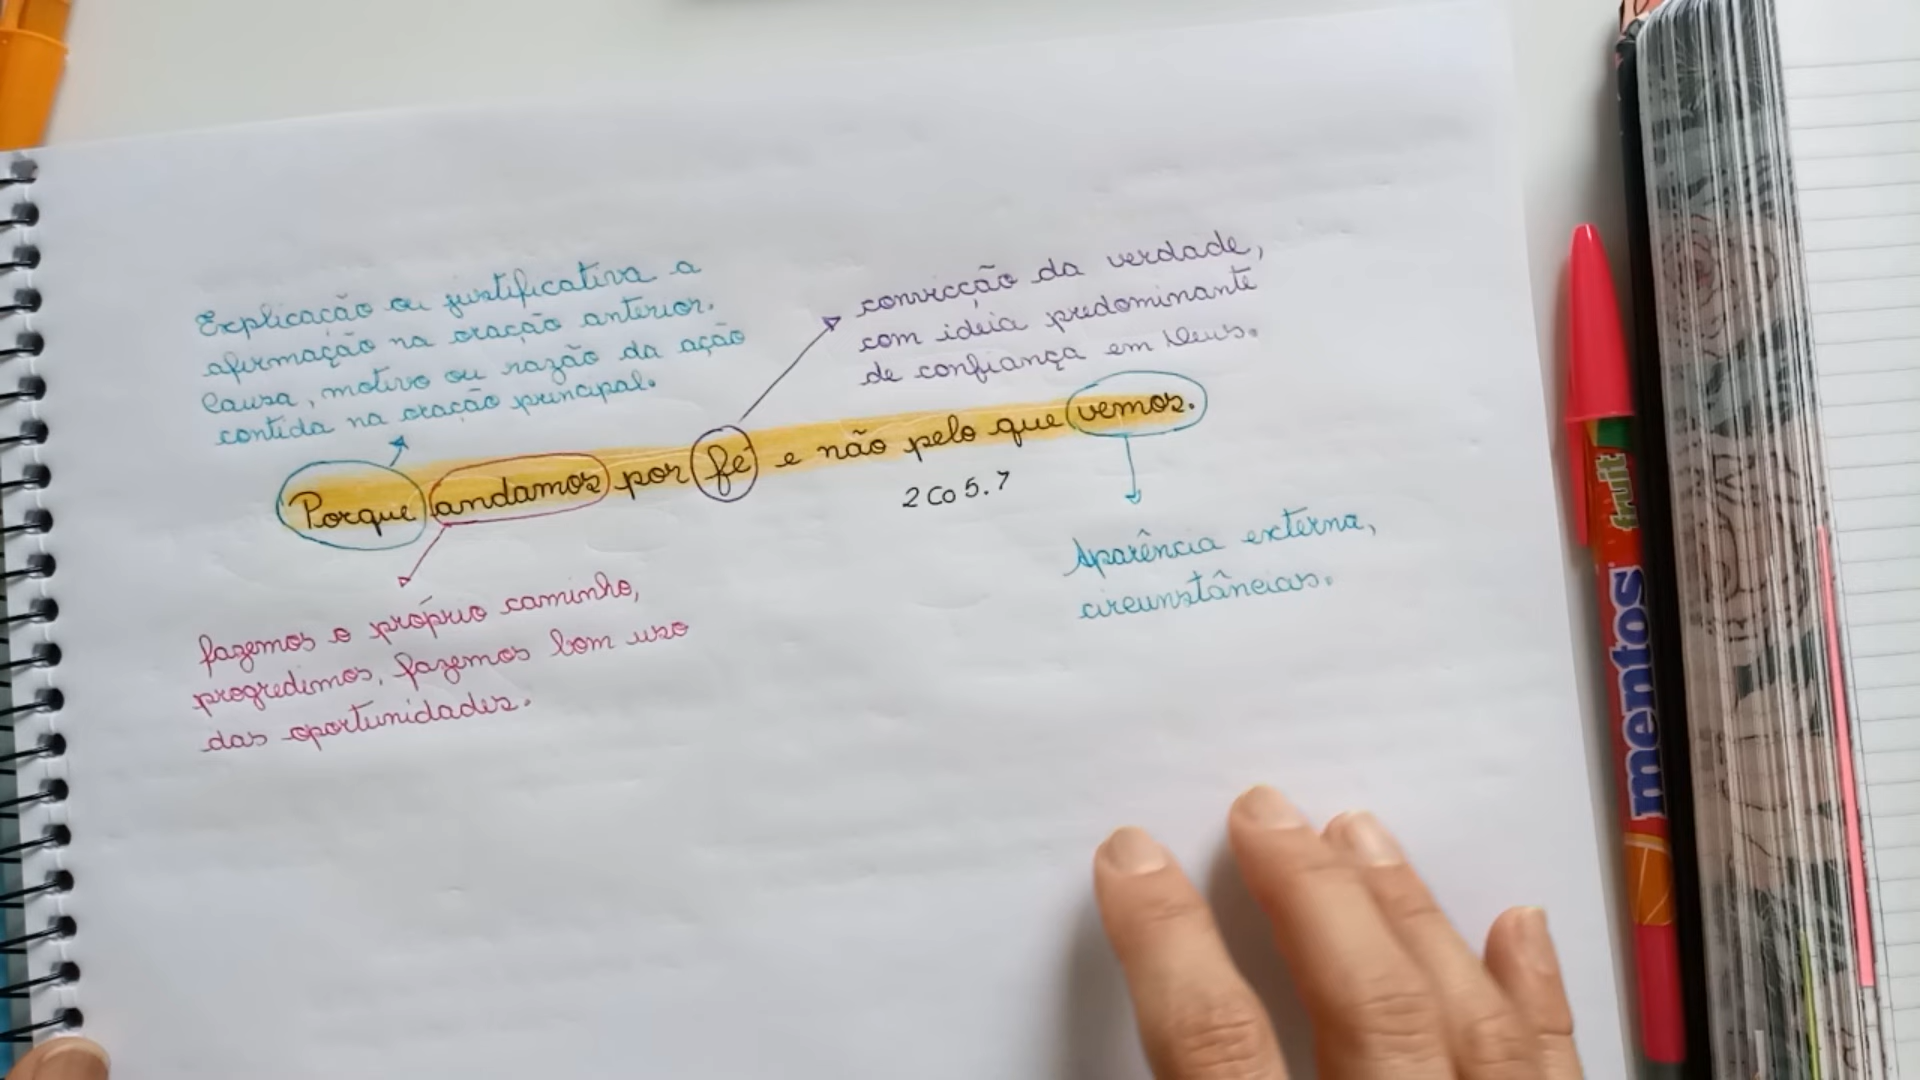 Explicação ou justificativa a
afirmação na oração anterior.
Causa, motivo ou razão da ação
contida na oração principal.
convicção da verdade,
com idéia predominante
de confiança em Deus.
Porque andamos por fé e não pelo que vemos.
2 Co 5.7
fazemos o próprio caminho,
progredimos, fazemos bom uso
das oportunidades.
Aparência externa,
circunstâncias.
mentos
fruit